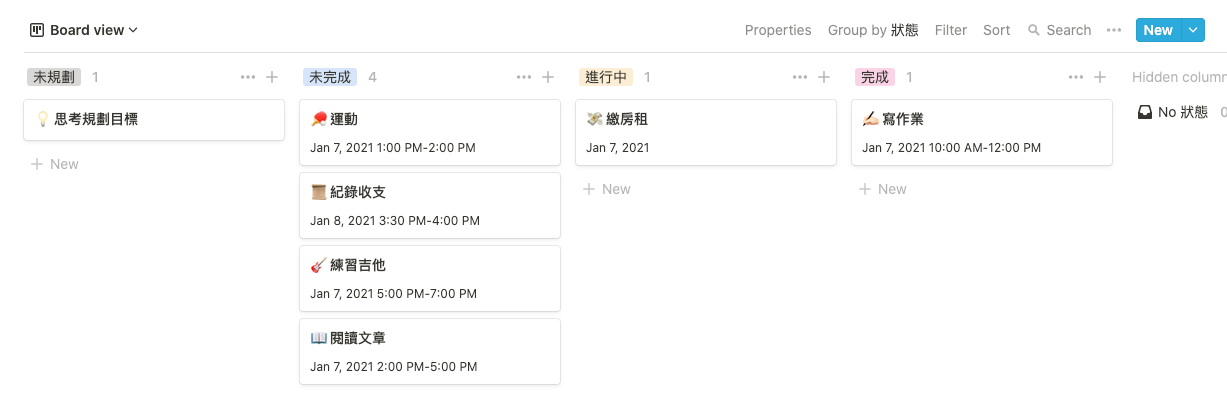 Board view
Properties Group by 狀態 Filter Sort Search ••• New
未規劃 1
思考規劃目標
New
未完成 4
運動
Jan 7, 2021 1:00 PM-2:00 PM
紀錄收支
Jan 8, 2021 3:30 PM-4:00 PM
練習吉他
Jan 7, 2021 5:00 PM-7:00 PM
閱讀文章
Jan 7, 2021 2:00 PM-5:00 PM
進行中 1
繳房租
Jan 7, 2021
New
完成 1
寫作業
Jan 7, 2021 10:00 AM-12:00 PM
New
Hidden column
No 狀態 0